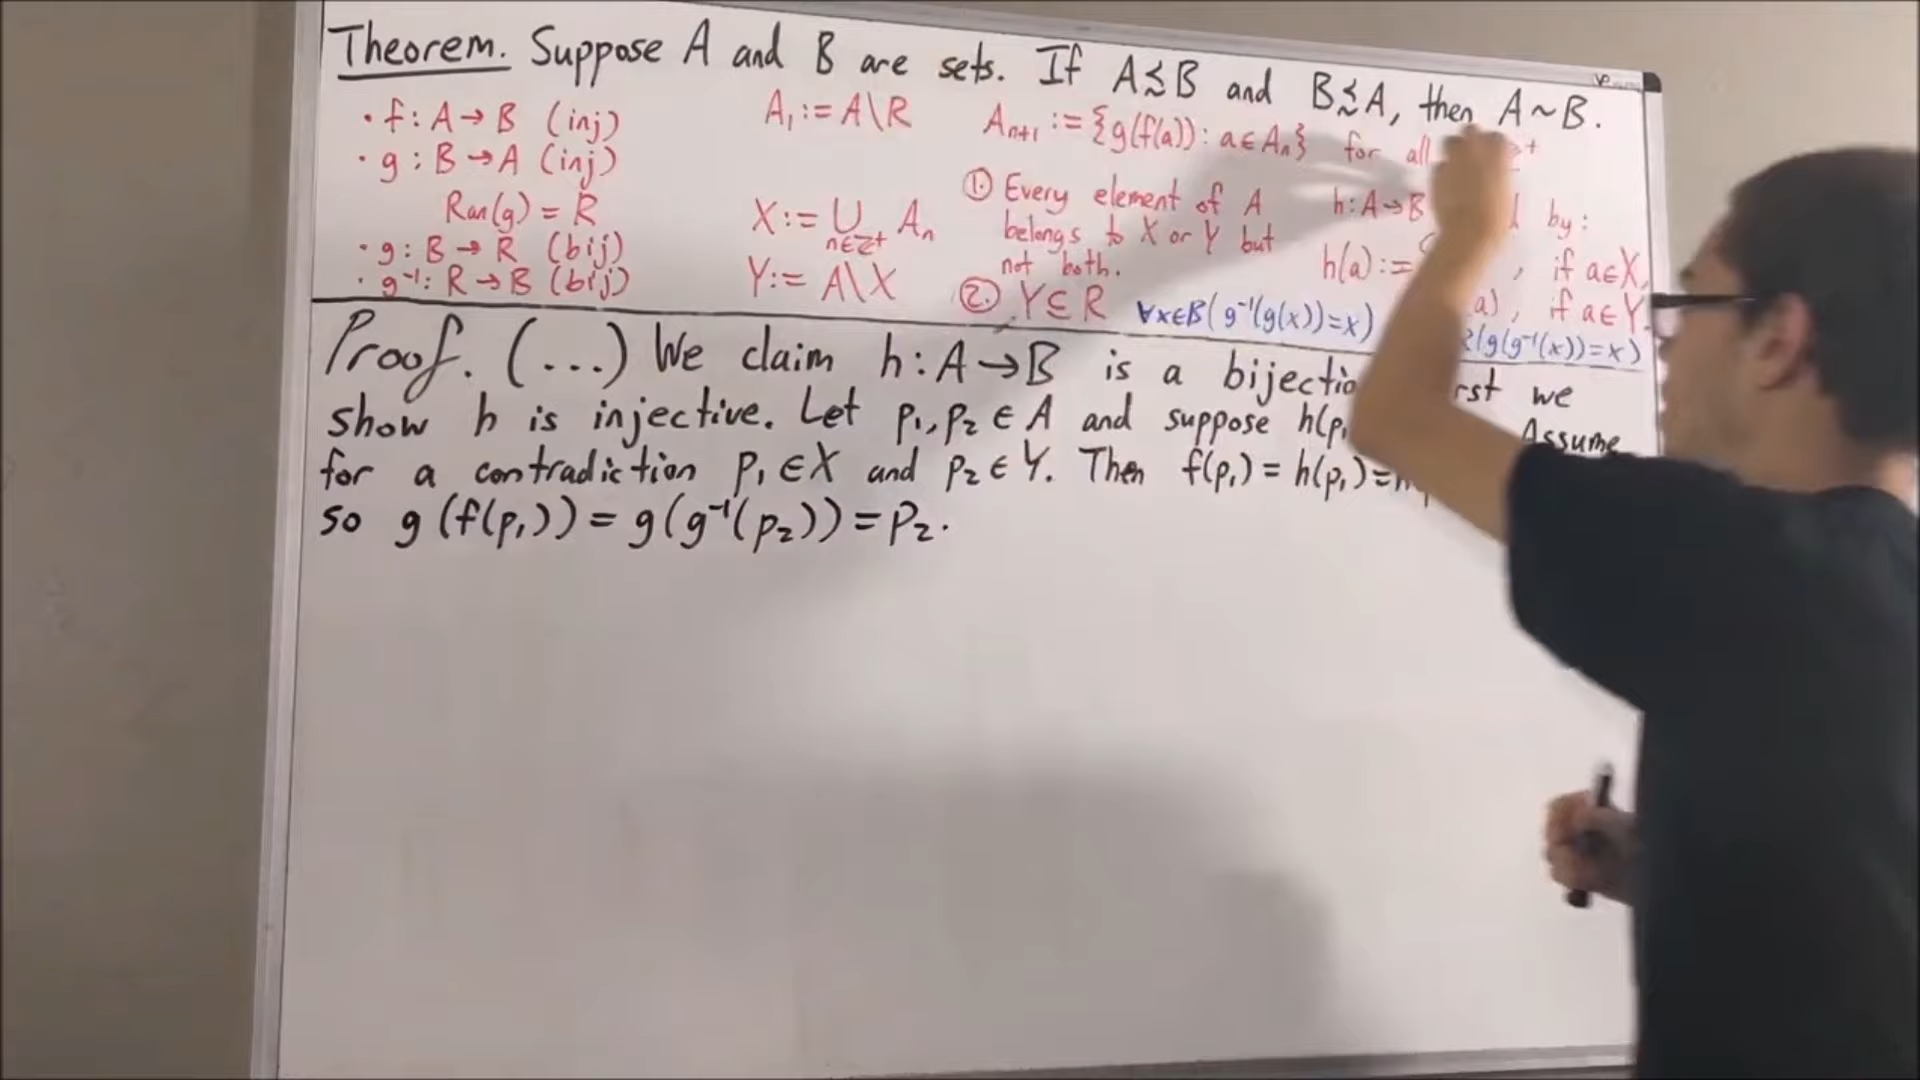 Theorem. Suppose A and B are sets. If A≾B and B≾A, then A~B.
• f: A→B (inj)
• g: B→A (inj)
Ran(g) = R
• g: B→R (bij)
• g⁻¹: R→B (bij)
A₁ := A\R
X := ∪ Aₙ
n∈ℤ⁺
Y := A\X
Aₙ₊₁ := {g(f(a)): a∈Aₙ} for all
① Every element of A
belongs to X or Y but
not both.
② Y⊆R
h: A→B by:
h(a) := , if a∈X,
a), if a∈Y
∀x∈B(g⁻¹(g(x))=x)
(g(g⁻¹(x))=x)
Proof. (...) We claim h: A→B is a we
show h is injective. Let p₁, p₂ ∈ A and suppose h(p₁ Assume
for a contradiction p₁ ∈ X and p₂ ∈ Y. Then f(p₁) = h(p₁) =
so g(f(p₁)) = g(g⁻¹(p₂)) = p₂.